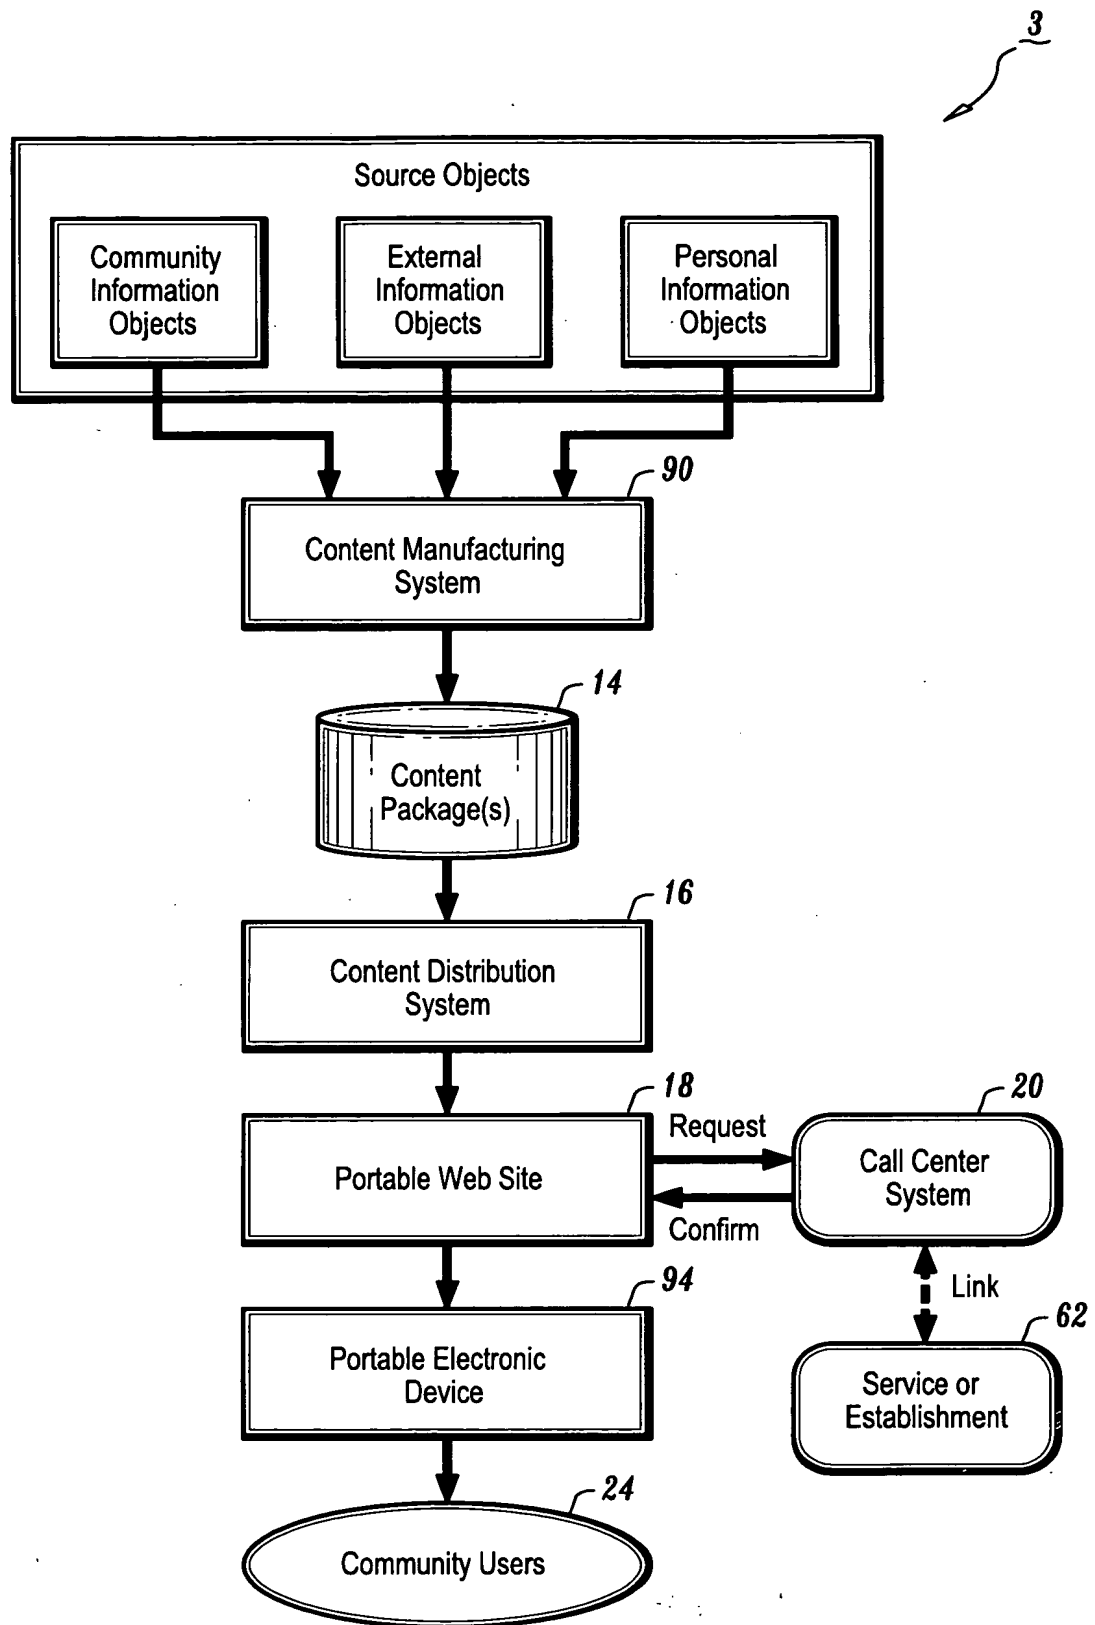 3
Source Objects
Community
Information
Objects
External
Information
Objects
Personal
Information
Objects
90
Content Manufacturing
System
14
Content
Package(s)
16
Content Distribution
System
18
Portable Web Site
Request
Confirm
20
Call Center
System
Link
94
Portable Electronic
Device
62
Service or
Establishment
24
Community Users